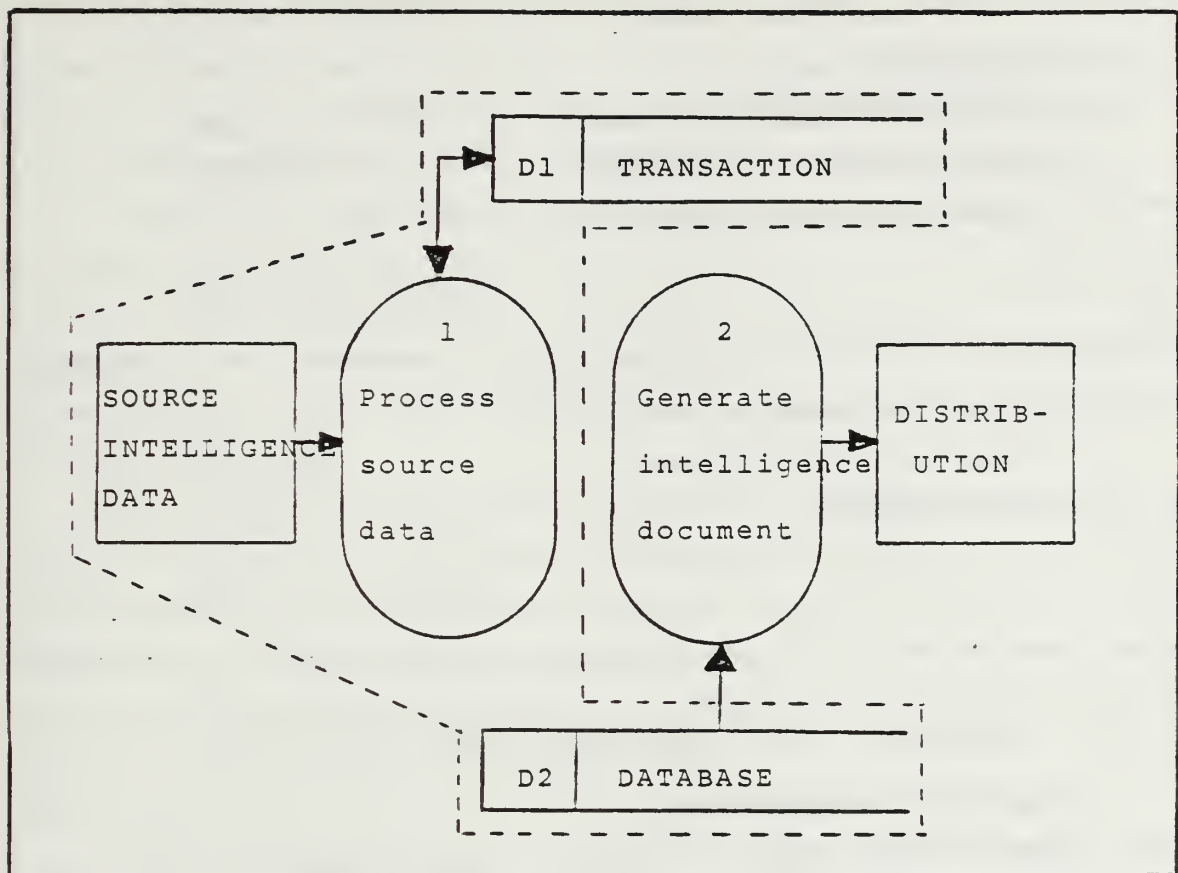 D1 TRANSACTION
1
Process
source
data
2
Generate
intelligence
document
SOURCE
INTELLIGENCE
DATA
DISTRIB-
UTION
D2 DATABASE